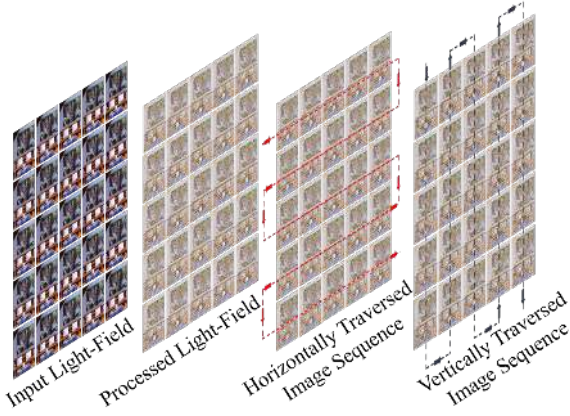 Input Light-Field
Processed Light-Field
Horizontally Traversed
Image Sequence
Vertically Traversed
Image Sequence